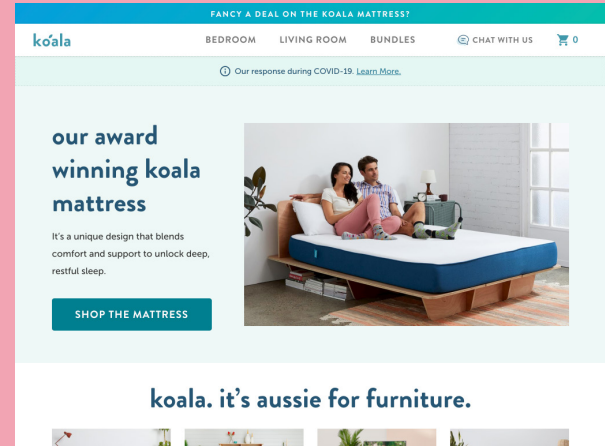 FANCY A DEAL ON THE KOALA MATTRESS?
koala BEDROOM LIVING ROOM BUNDLES CHAT WITH US 0
Our response during COVID-19. Learn More.
our award
winning koala
mattress
It's a unique design that blends
comfort and support to unlock deep,
restful sleep.
SHOP THE MATTRESS
koala. it's aussie for furniture.